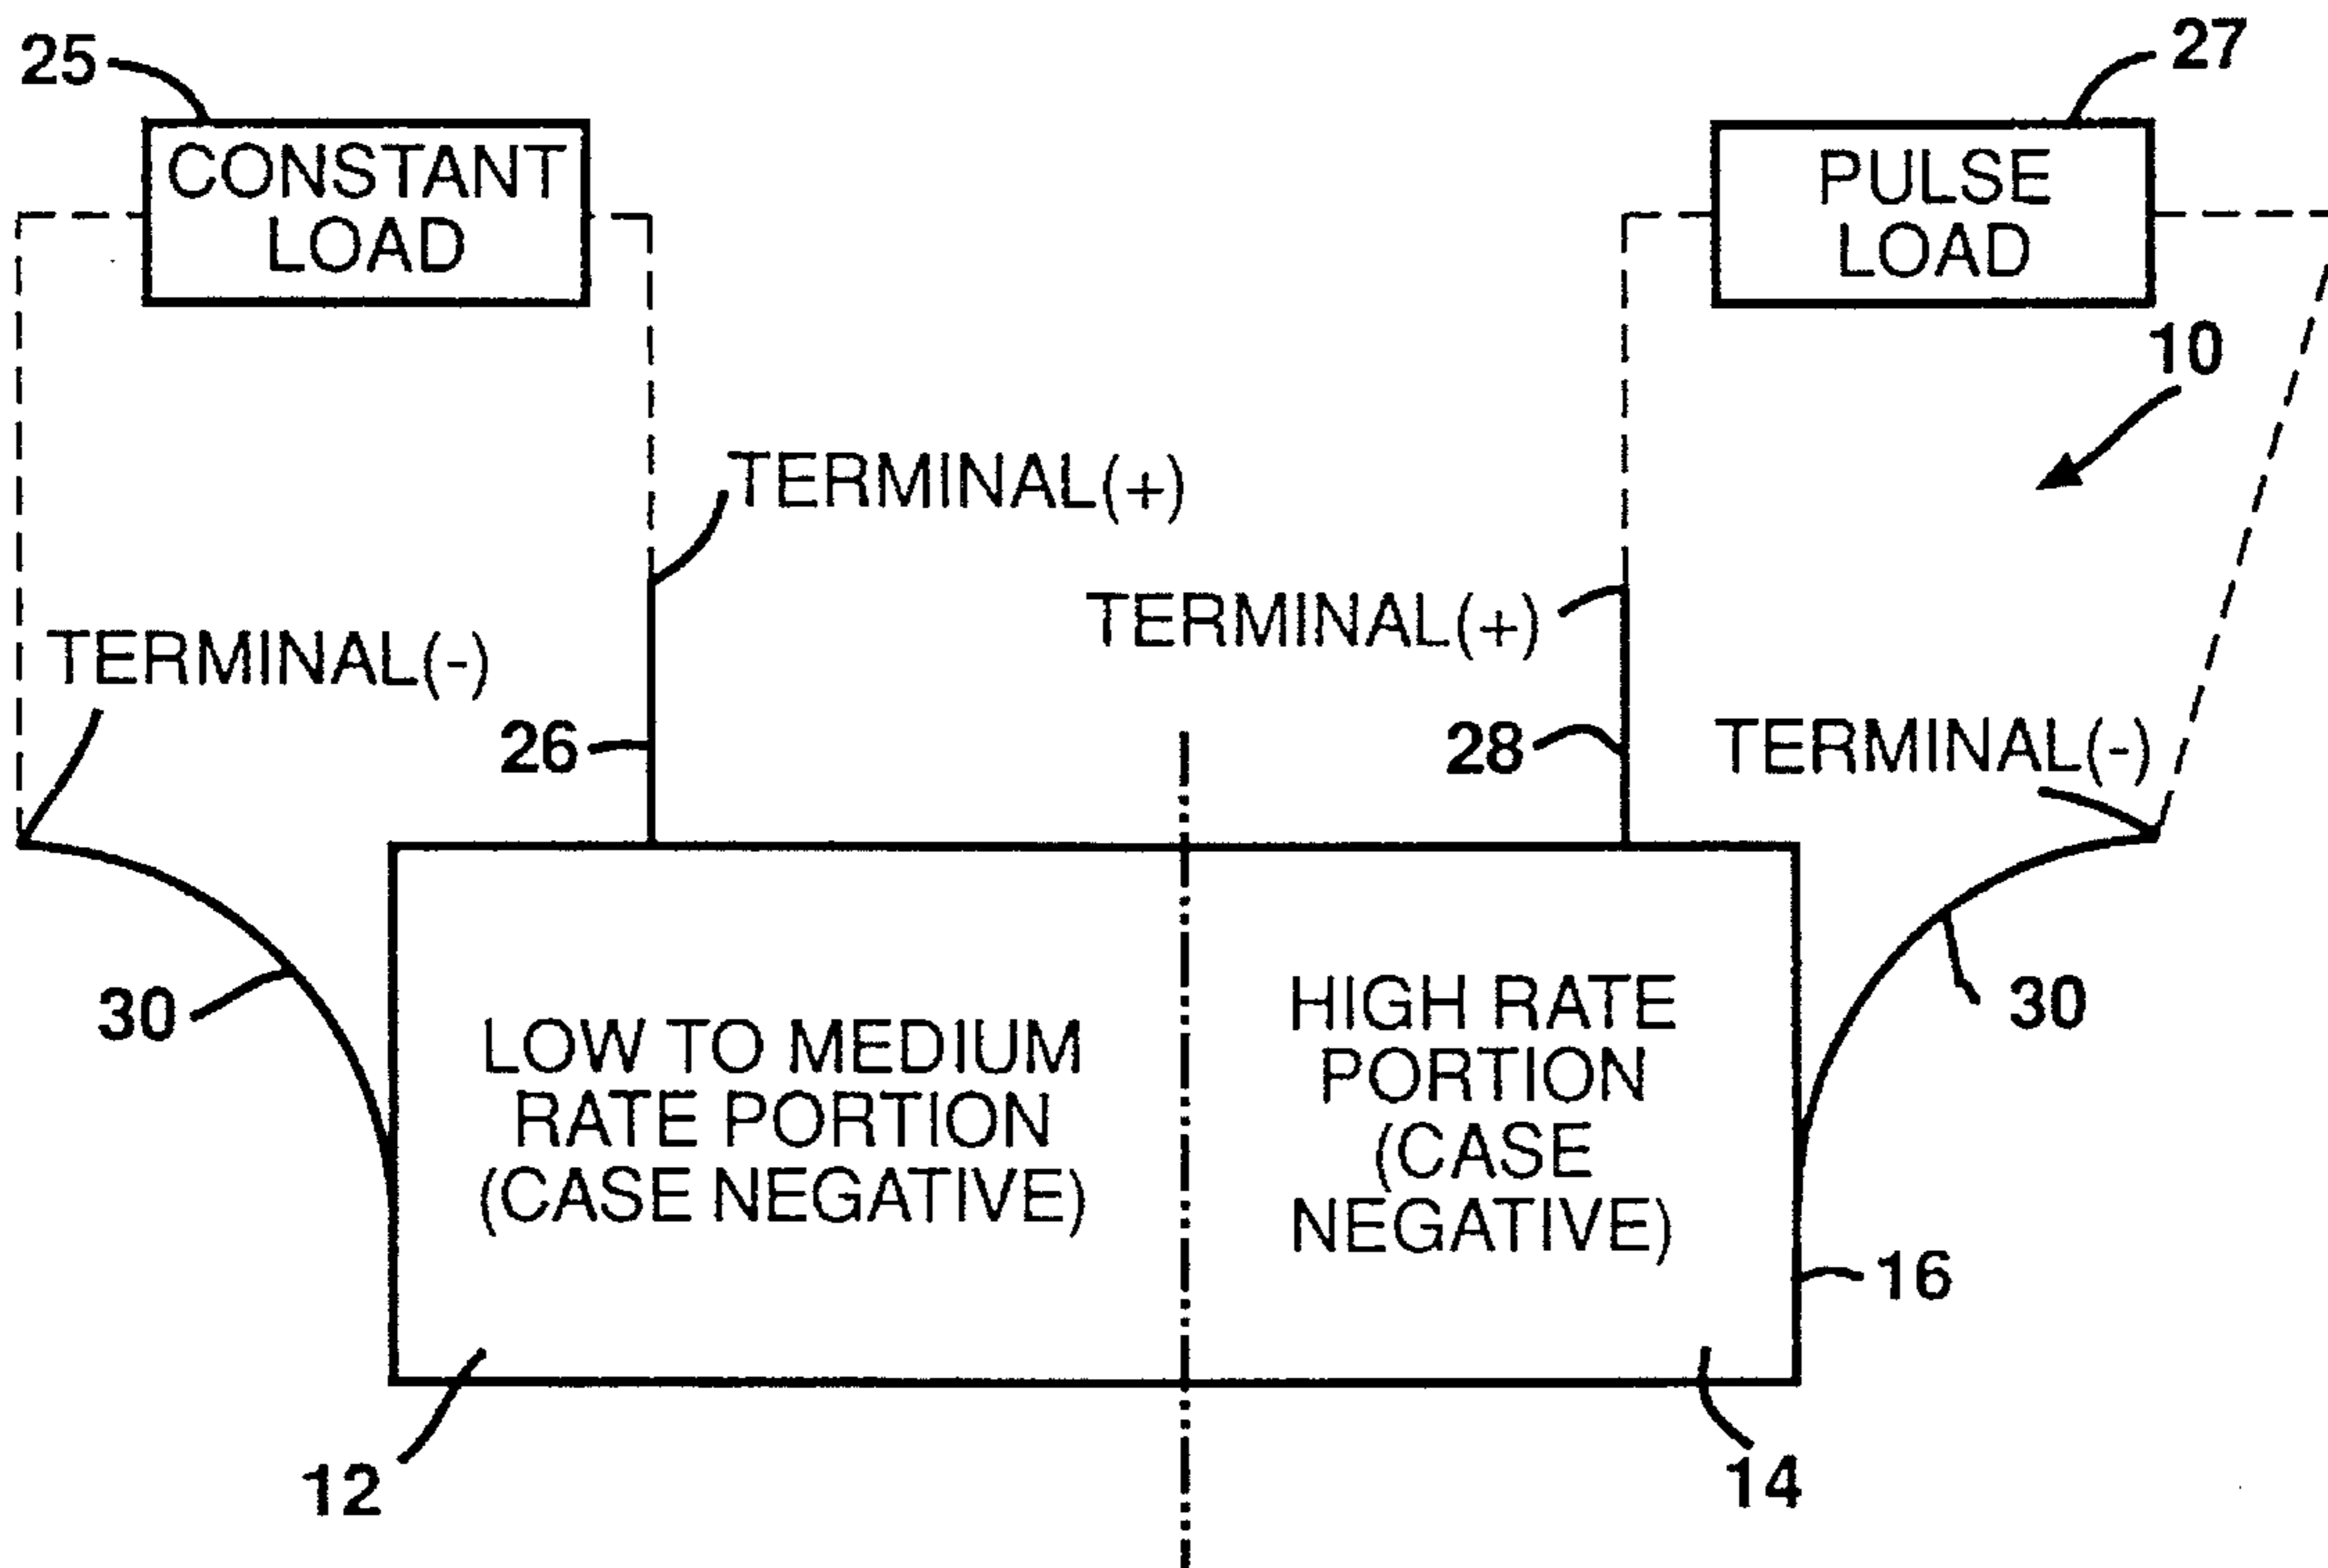 25
27
CONSTANT
LOAD
PULSE
LOAD
10
TERMINAL(+)
TERMINAL(+)
TERMINAL(-)
26
28
TERMINAL(-)
30
30
LOW TO MEDIUM
RATE PORTION
(CASE NEGATIVE)
HIGH RATE
PORTION
(CASE
NEGATIVE)
16
12
14